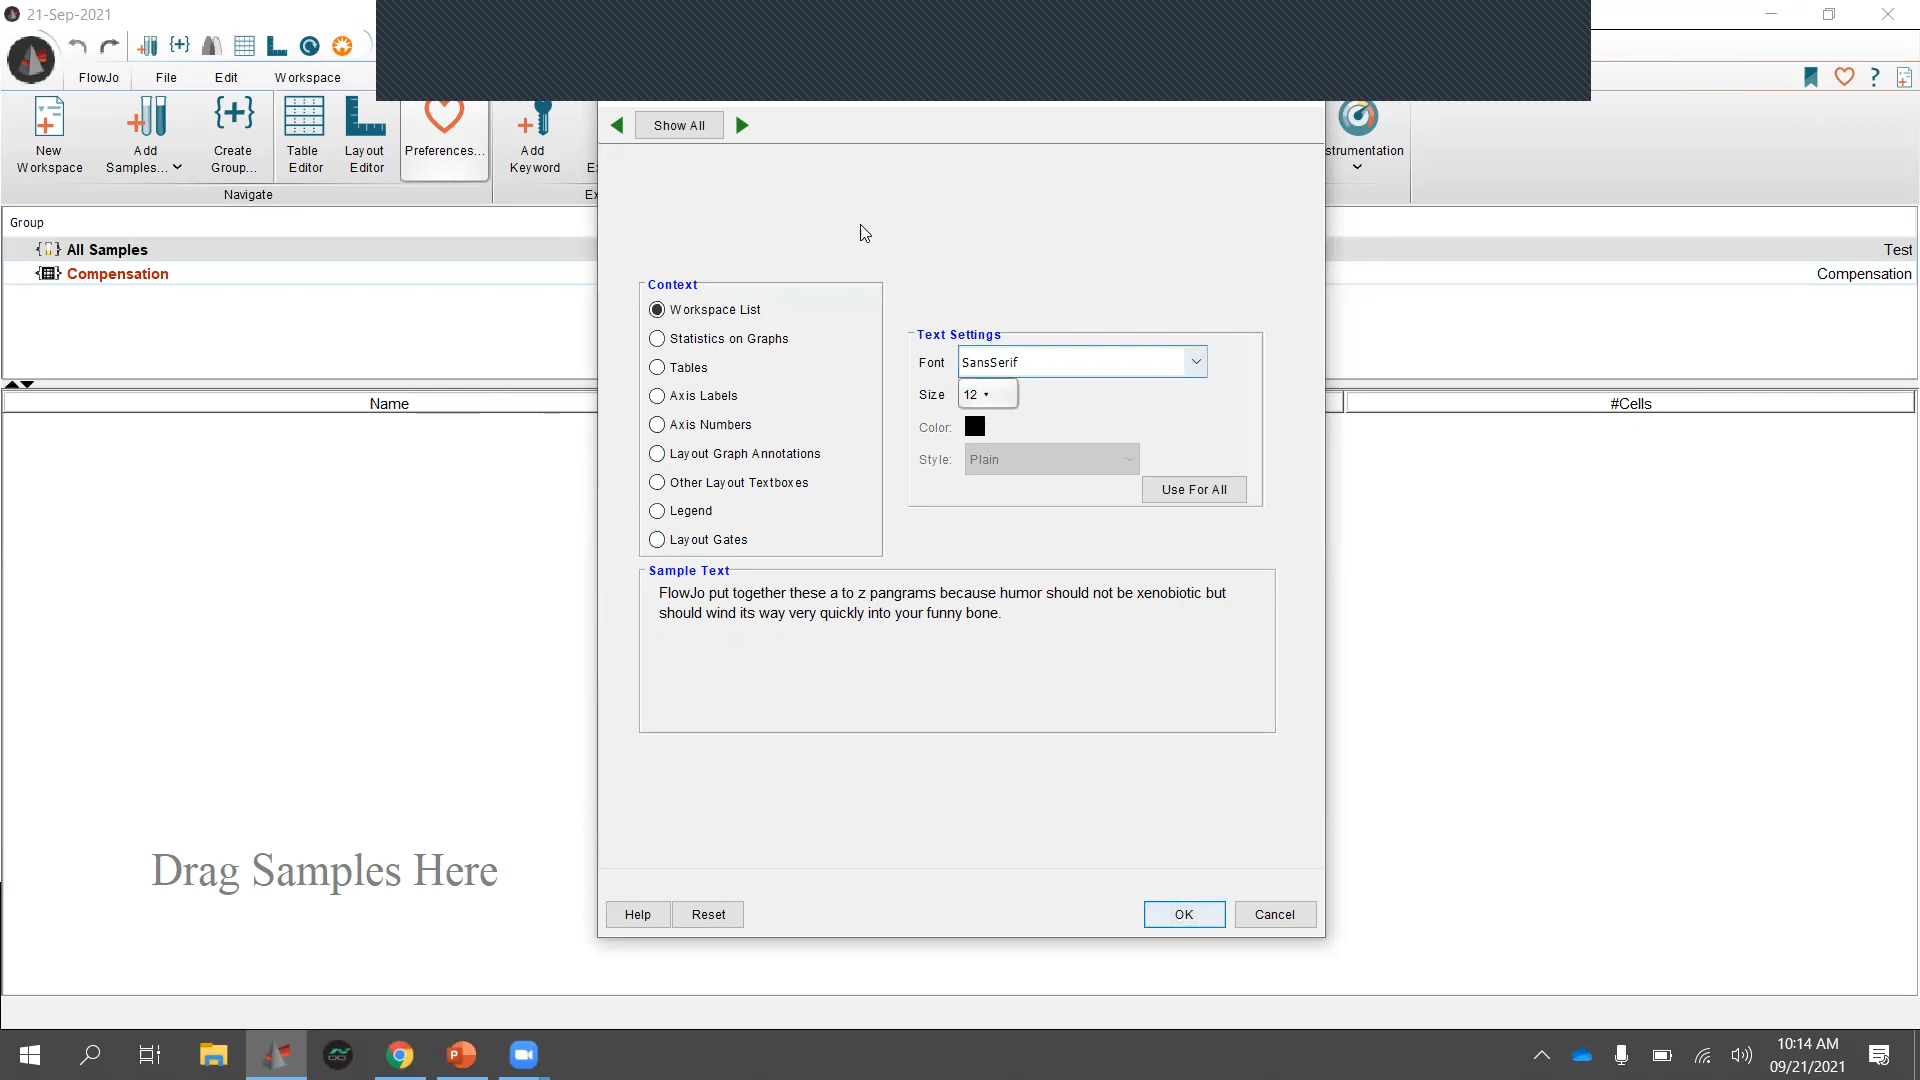 21-Sep-2021
FlowJo File Edit Workspace
New Workspace
Add Samples...
Create Group...
Table Editor
Layout Editor
Preferences...
Add Keyword
Navigate
Show All
Group
All Samples Test
Compensation Compensation
Name #Cells
Context
Workspace List
Statistics on Graphs
Tables
Axis Labels
Axis Numbers
Layout Graph Annotations
Other Layout Textboxes
Legend
Layout Gates
Text Settings
Font SansSerif
Size 12
Color:
Style: Plain
Use For All
Sample Text
FlowJo put together these a to z pangrams because humor should not be xenobiotic but
should wind its way very quickly into your funny bone.
Drag Samples Here
Help Reset OK Cancel
10:14 AM
09/21/2021